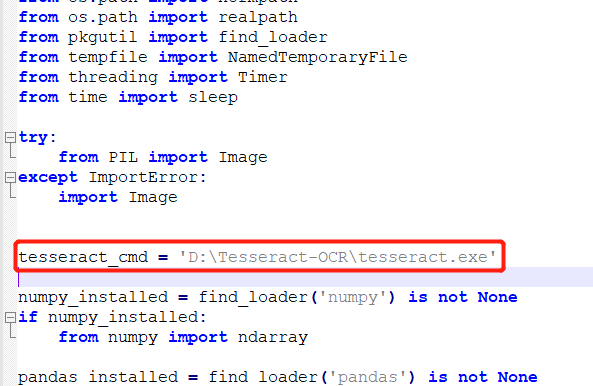 from os.path import normpath
from os.path import realpath
from pkgutil import find_loader
from tempfile import NamedTemporaryFile
from threading import Timer
from time import sleep
try:
    from PIL import Image
except ImportError:
    import Image
tesseract_cmd = 'D:\Tesseract-OCR\tesseract.exe'
numpy_installed = find_loader('numpy') is not None
if numpy_installed:
    from numpy import ndarray
pandas_installed = find_loader('pandas') is not None